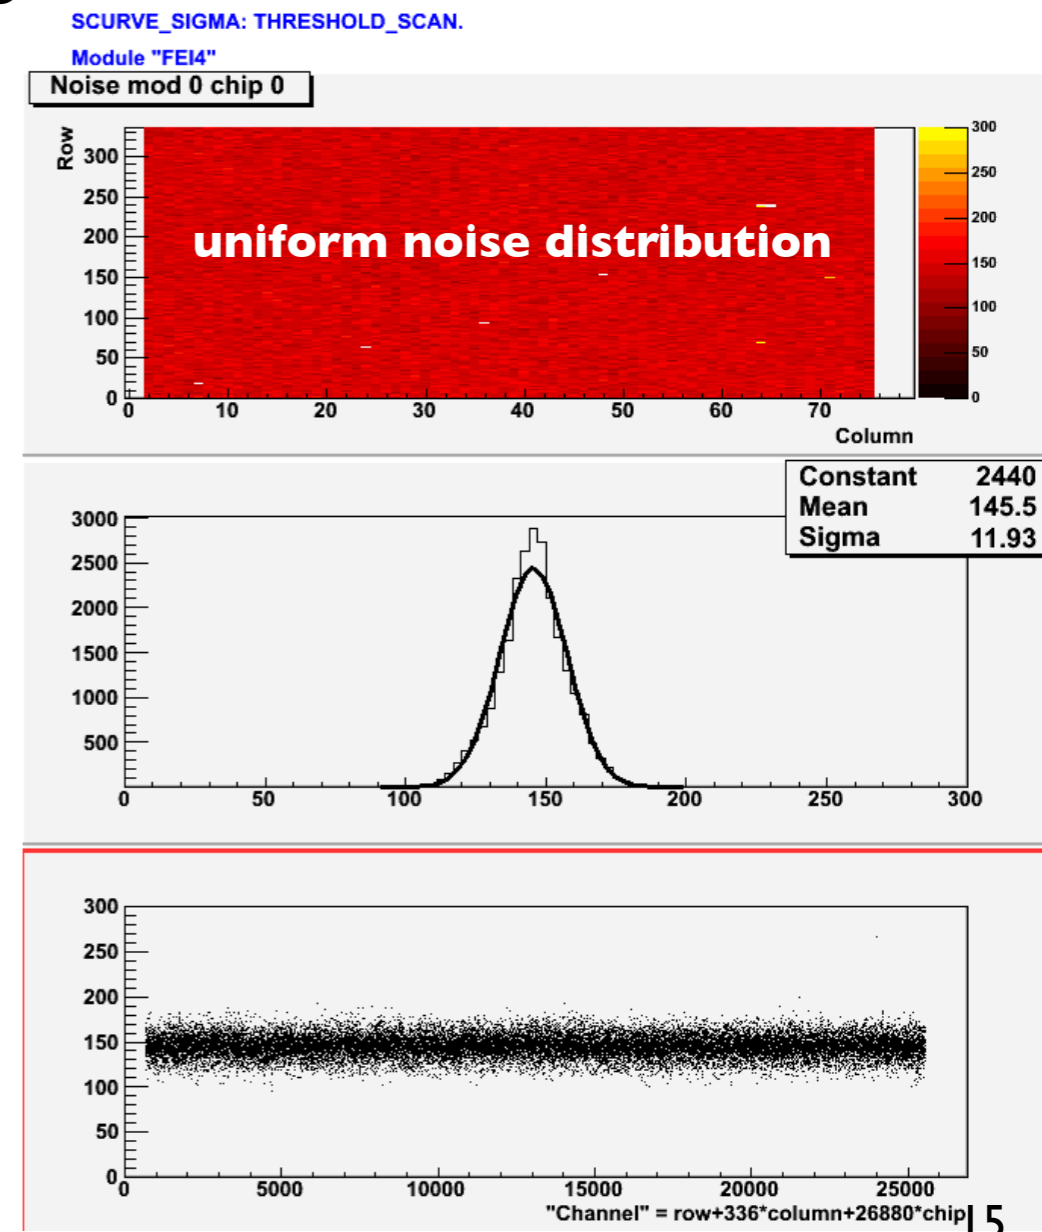 SCURVE_SIGMA: THRESHOLD_SCAN.
Module "FEI4"
Noise mod 0 chip 0
Row
300
250
200
150
100
50
0
uniform noise distribution
0 10 20 30 40 50 60 70
Column
300
250
200
150
100
50
0
Constant 2440
Mean 145.5
Sigma 11.93
3000
2500
2000
1500
1000
500
0 50 100 150 200 250 300
300
250
200
150
100
50
0
0 5000 10000 15000 20000 25000
"Channel" = row+336*column+26880*chip
15